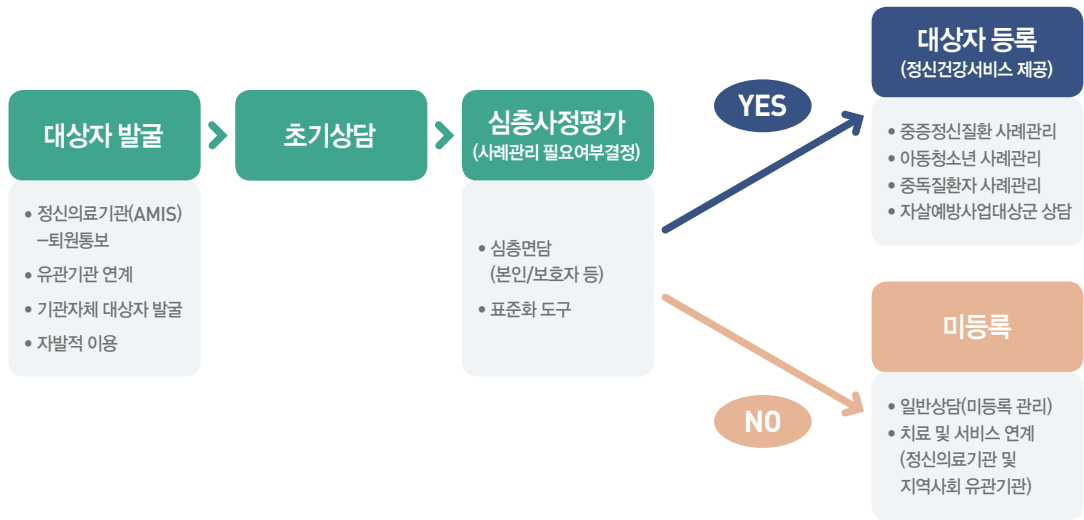 대상자 발굴
• 정신의료기관(AMIS)
–퇴원통보
• 유관기관 연계
• 기관자체 대상자 발굴
• 자발적 이용
초기상담
심층사정평가
(사례관리 필요여부결정)
• 심층면담
(본인/보호자 등)
• 표준화 도구
YES
대상자 등록
(정신건강서비스 제공)
• 중증정신질환 사례관리
• 아동청소년 사례관리
• 중독질환자 사례관리
• 자살예방사업대상군 상담
NO
미등록
• 일반상담(미등록 관리)
• 치료 및 서비스 연계
(정신의료기관 및
지역사회 유관기관)